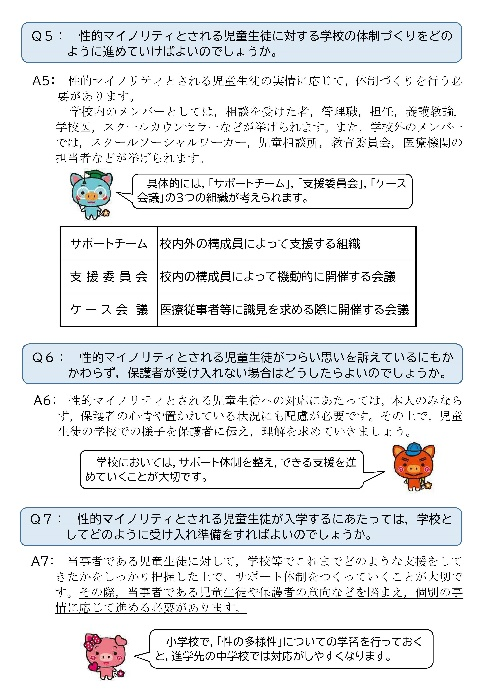 Q5： 性的マイノリティとされる児童生徒に対する学校の体制づくりをどの
ように進めていけばよいのでしょうか。
A5： 性的マイノリティとされる児童生徒の実情に応じて，体制づくりを行う必
要があります。
学校内のメンバーとしては，相談を受けた者，管理職，担任，養護教諭，
学校医，スクールカウンセラーなどが挙げられます。また，学校外のメンバー
では，スクールソーシャルワーカー，児童相談所，教育委員会，医療機関の
担当者などが挙げられます。
具体的には，「サポートチーム」，「支援委員会」，「ケース
会議」の３つの組織が考えられます。
サポートチーム 校内外の構成員によって支援する組織
支援委員会 校内の構成員によって機動的に開催する会議
ケース会議 医療従事者等に識見を求める際に開催する会議
Q6： 性的マイノリティとされる児童生徒がつらい思いを訴えているにもか
かわらず，保護者が受け入れない場合はどうしたらよいのでしょうか。
A6： 性的マイノリティとされる児童生徒への対応にあたっては，本人のみなら
ず，保護者の心情や置かれている状況にも配慮が必要です。その上で，児童
生徒の学校での様子を保護者に伝え，理解を求めていきましょう。
学校においては，サポート体制を整え，できる支援を進
めていくことが大切です。
Q7： 性的マイノリティとされる児童生徒が入学するにあたっては，学校と
してどのように受け入れ準備をすればよいのでしょうか。
A7： 当事者である児童生徒に対して，学校等でこれまでどのような支援をして
きたかをしっかり把握した上で，サポート体制をつくっていくことが大切で
す。その際，当事者である児童生徒や保護者の意向などを踏まえ，個別の事
情に応じて進める必要があります。
小学校で，「性の多様性」についての学習を行っておく
と，進学先の中学校では対応がしやすくなります。